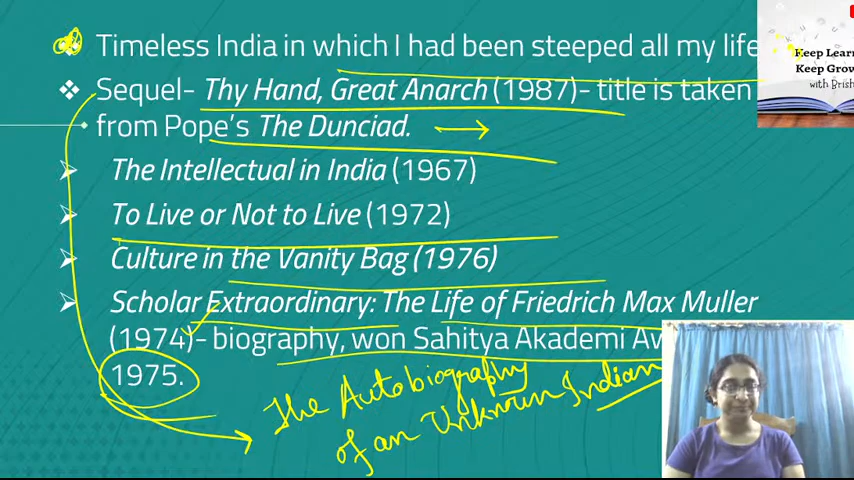 Timeless India in which I had been steeped all my life
Sequel- Thy Hand, Great Anarch (1987)- title is taken
from Pope's The Dunciad.
The Intellectual in India (1967)
To Live or Not to Live (1972)
Culture in the Vanity Bag (1976)
Scholar Extraordinary: The Life of Friedrich Max Muller
(1974)- biography, won Sahitya Akademi
1975.
The Autobiography
of an Unknown Indian
Keep Learn
Keep Grow
with Brish